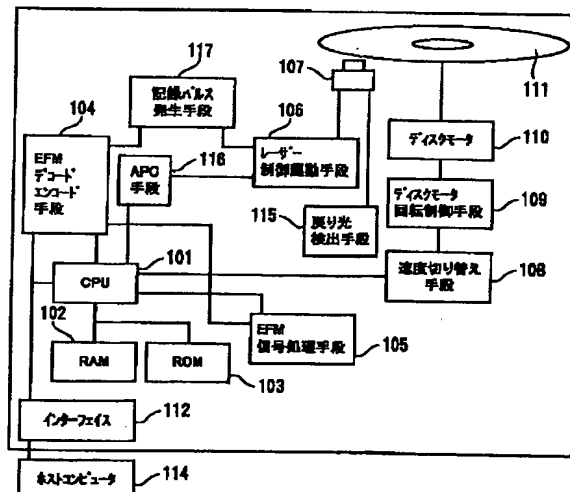 117
記録パルス
発生手段
104
EFM
デコード
エンコード
手段
116
APC
手段
106
レーザー
制御駆動手段
107
111
ディスクモータ
110
ディスクモータ
回転制御手段
109
115
戻り光
検出手段
速度切り替え
手段
108
101
CPU
102
RAM
ROM
103
EFM
信号処理手段
105
インターフェイス
112
ホストコンピュータ
114